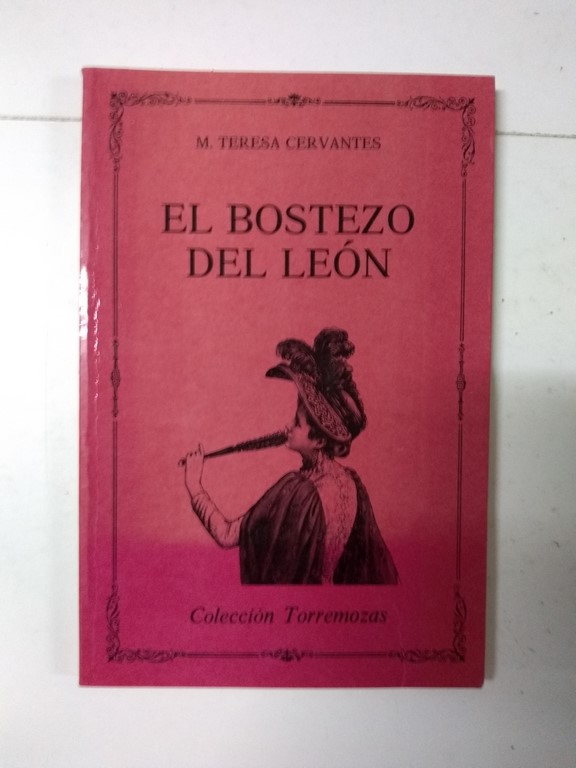 M. TERESA CERVANTES
EL BOSTEZO
DEL LEÓN
Colección Torremozas